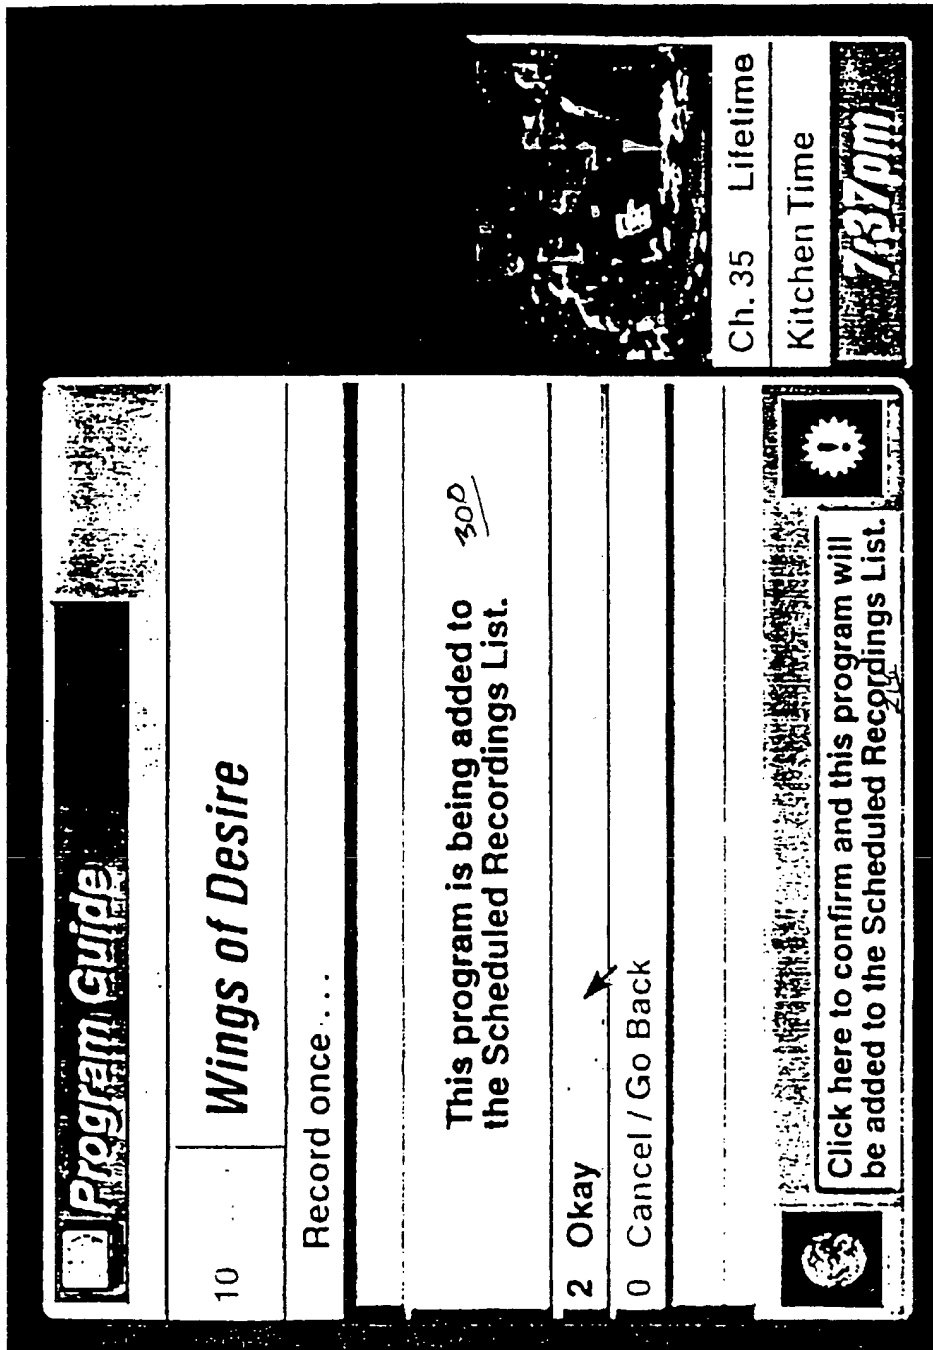 Program Guide
10 Wings of Desire
Record once...
This program is being added to
the Scheduled Recordings List.
300
2 Okay
0 Cancel / Go Back
Click here to confirm and this program will
be added to the Scheduled Recordings List.
Ch. 35 Lifetime
Kitchen Time
7:37pm